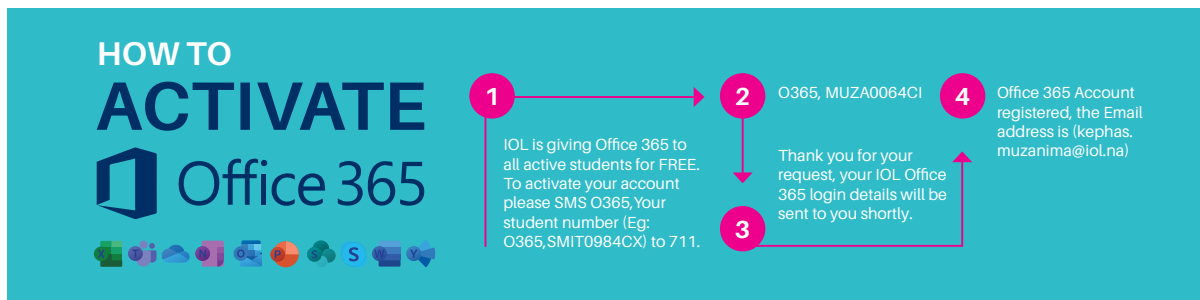 HOW TO
ACTIVATE
Office 365
X T N O P S S W Y
1
IOL is giving Office 365 to
all active students for FREE.
To activate your account
please SMS O365,Your
student number (Eg:
O365,SMIT0984CX) to 711.
2
O365, MUZA0064CI
3
Thank you for your
request, your IOL Office
365 login details will be
sent to you shortly.
4
Office 365 Account
registered, the Email
address is (kephas.
muzanima@iol.na)